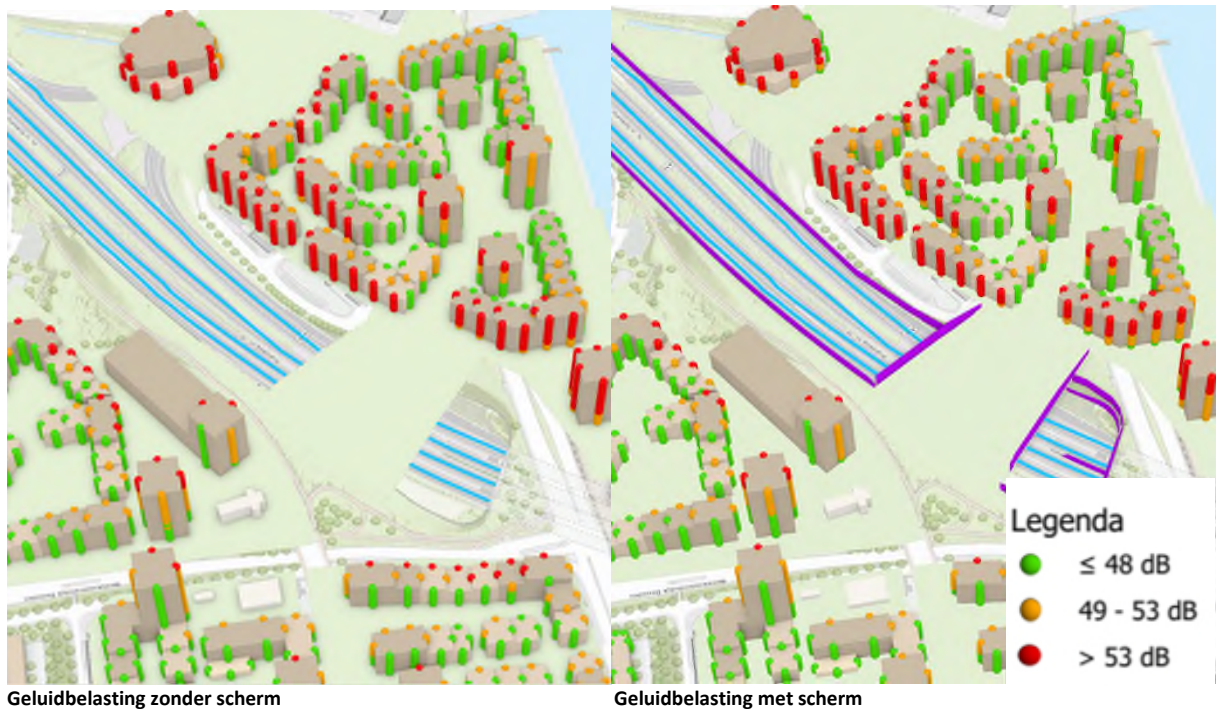 Legenda
≤ 48 dB
49 - 53 dB
> 53 dB
Geluidbelasting zonder scherm
Geluidbelasting met scherm